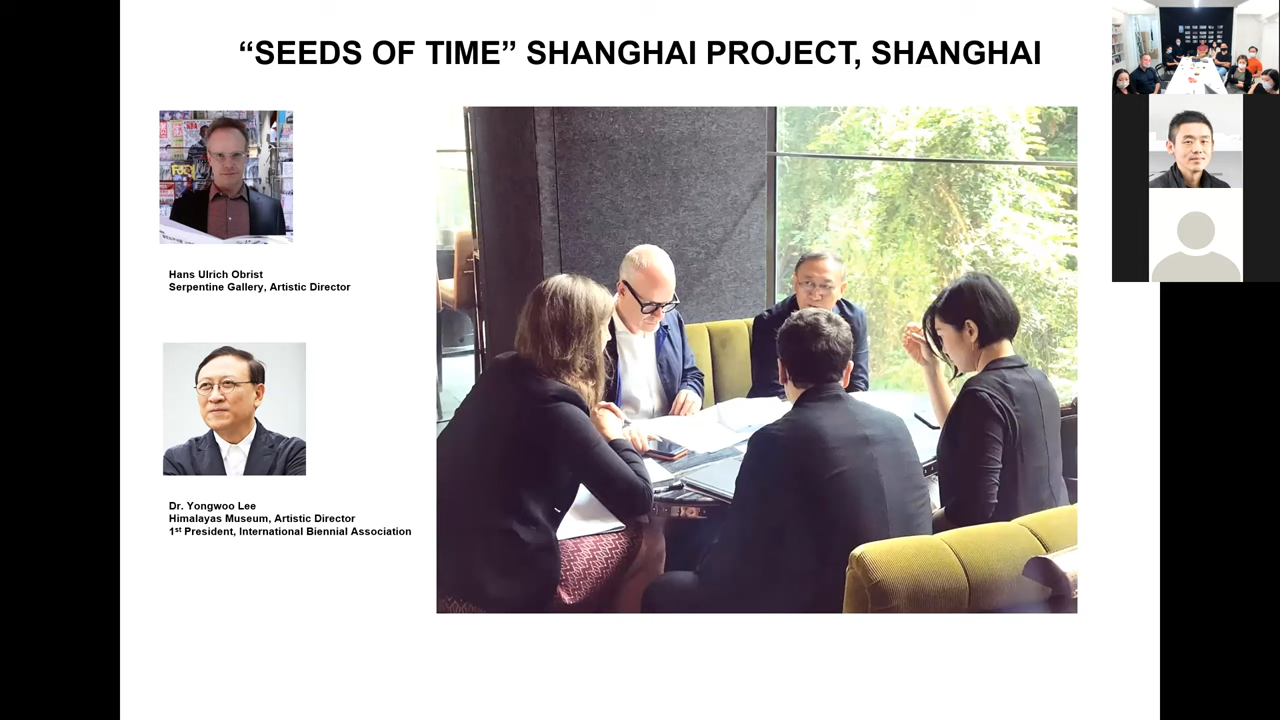 “SEEDS OF TIME” SHANGHAI PROJECT, SHANGHAI
Hans Ulrich Obrist
Serpentine Gallery, Artistic Director
Dr. Yongwoo Lee
Himalayas Museum, Artistic Director
1st President, International Biennial Association